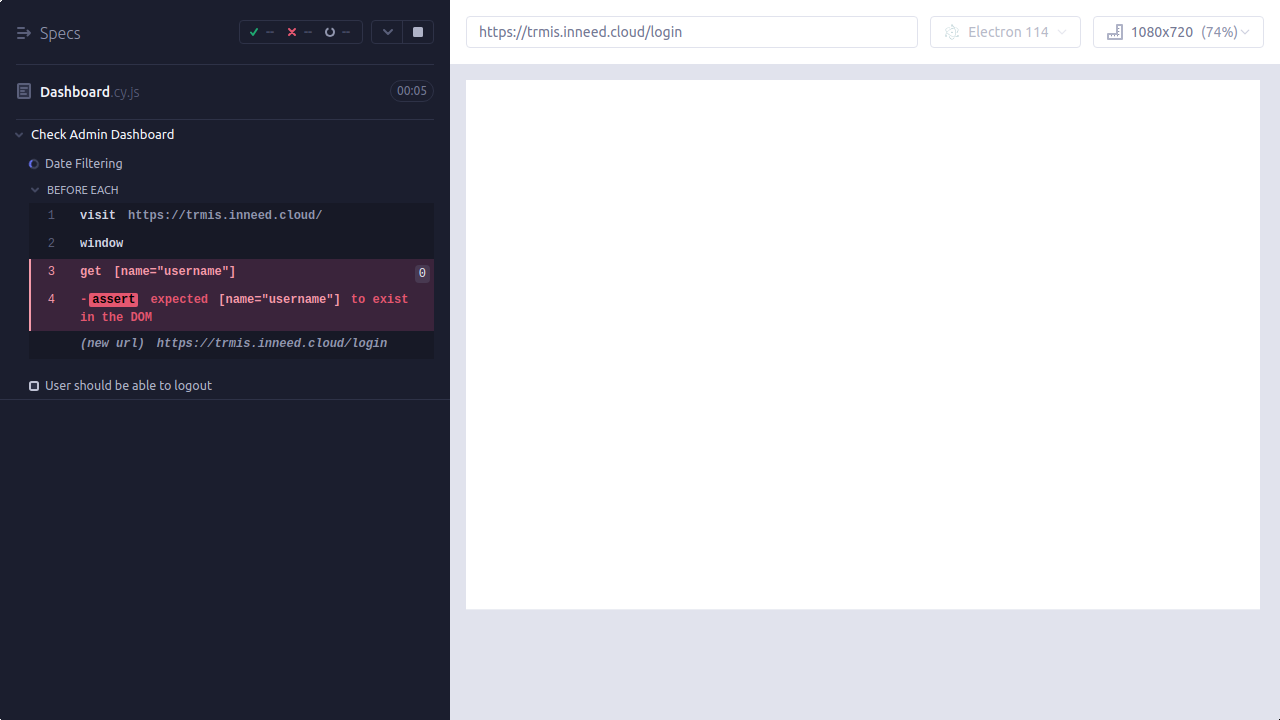 Specs
--
--
--
https://trmis.inneed.cloud/login
Electron 114
1080x720 (74%)
Dashboard.cy.js
00:05
Check Admin Dashboard
Date Filtering
BEFORE EACH
1 visit https://trmis.inneed.cloud/
2 window
3 get [name="username"] 0
4 -assert expected [name="username"] to exist
in the DOM
(new url) https://trmis.inneed.cloud/login
User should be able to logout